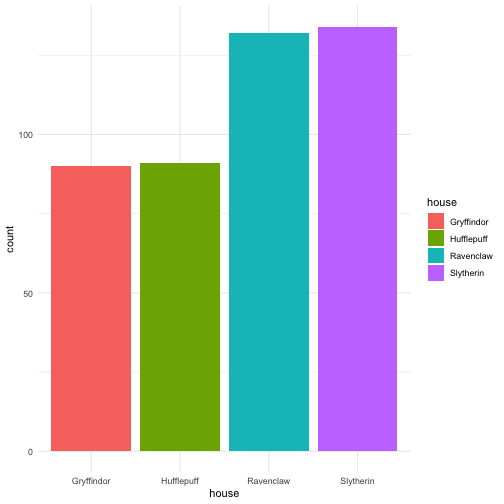 100
50
0
count
Gryffindor
Hufflepuff
Ravenclaw
Slytherin
house
house
Gryffindor
Hufflepuff
Ravenclaw
Slytherin